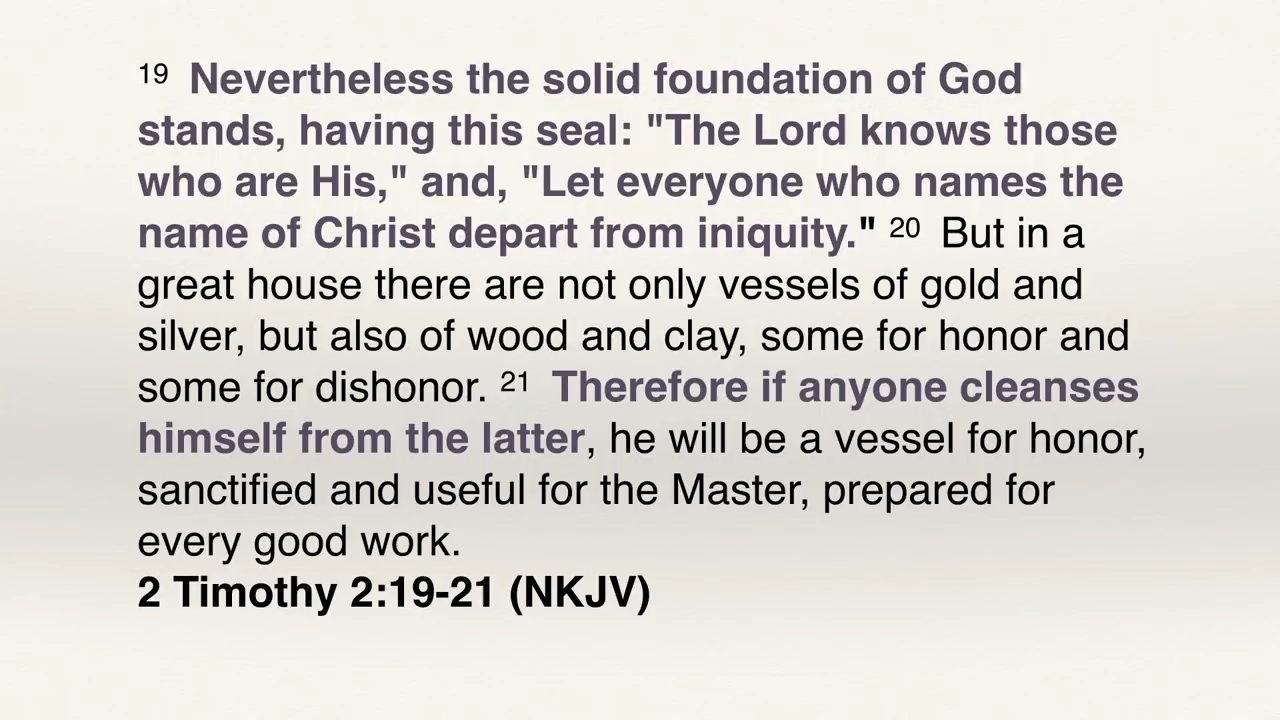 19 Nevertheless the solid foundation of God
stands, having this seal: "The Lord knows those
who are His," and, "Let everyone who names the
name of Christ depart from iniquity." 20 But in a
great house there are not only vessels of gold and
silver, but also of wood and clay, some for honor and
some for dishonor. 21 Therefore if anyone cleanses
himself from the latter, he will be a vessel for honor,
sanctified and useful for the Master, prepared for
every good work.
2 Timothy 2:19-21 (NKJV)